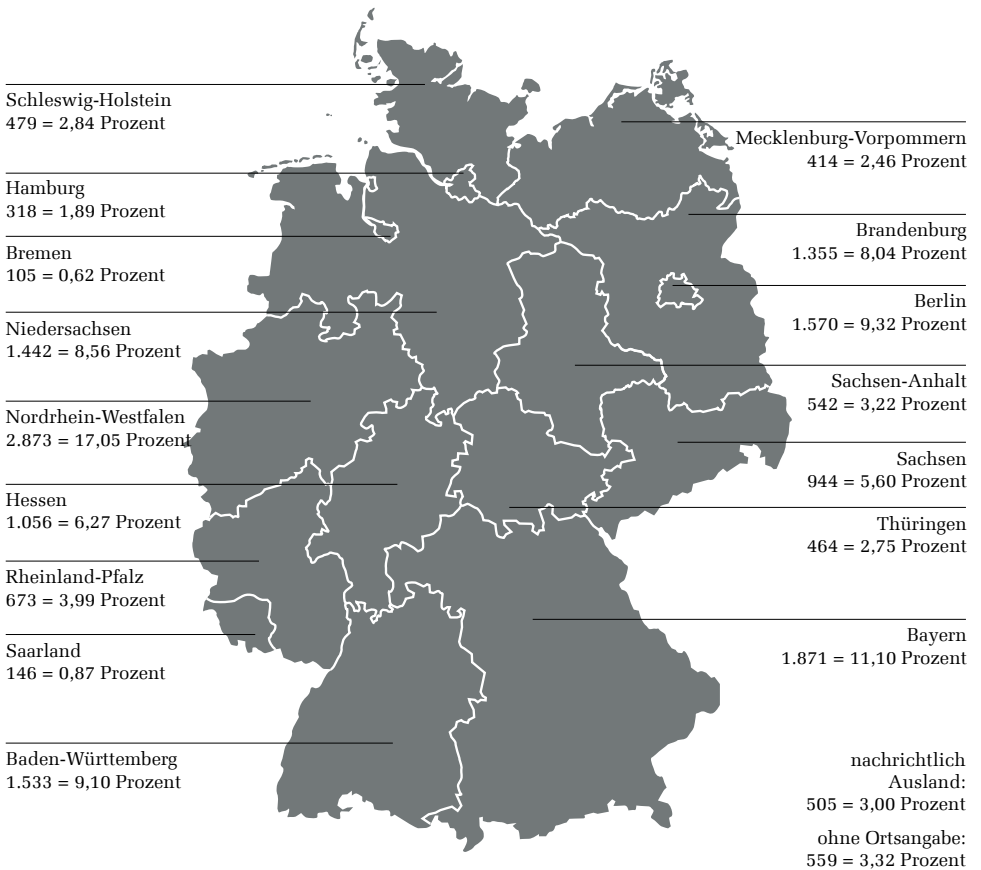 Schleswig-Holstein
479 = 2,84 Prozent
Hamburg
318 = 1,89 Prozent
Bremen
105 = 0,62 Prozent
Niedersachsen
1.442 = 8,56 Prozent
Nordrhein-Westfalen
2.873 = 17,05 Prozent
Hessen
1.056 = 6,27 Prozent
Rheinland-Pfalz
673 = 3,99 Prozent
Saarland
146 = 0,87 Prozent
Baden-Württemberg
1.533 = 9,10 Prozent
Mecklenburg-Vorpommern
414 = 2,46 Prozent
Brandenburg
1.355 = 8,04 Prozent
Berlin
1.570 = 9,32 Prozent
Sachsen-Anhalt
542 = 3,22 Prozent
Sachsen
944 = 5,60 Prozent
Thüringen
464 = 2,75 Prozent
Bayern
1.871 = 11,10 Prozent
nachrichtlich
Ausland:
505 = 3,00 Prozent
ohne Ortsangabe:
559 = 3,32 Prozent